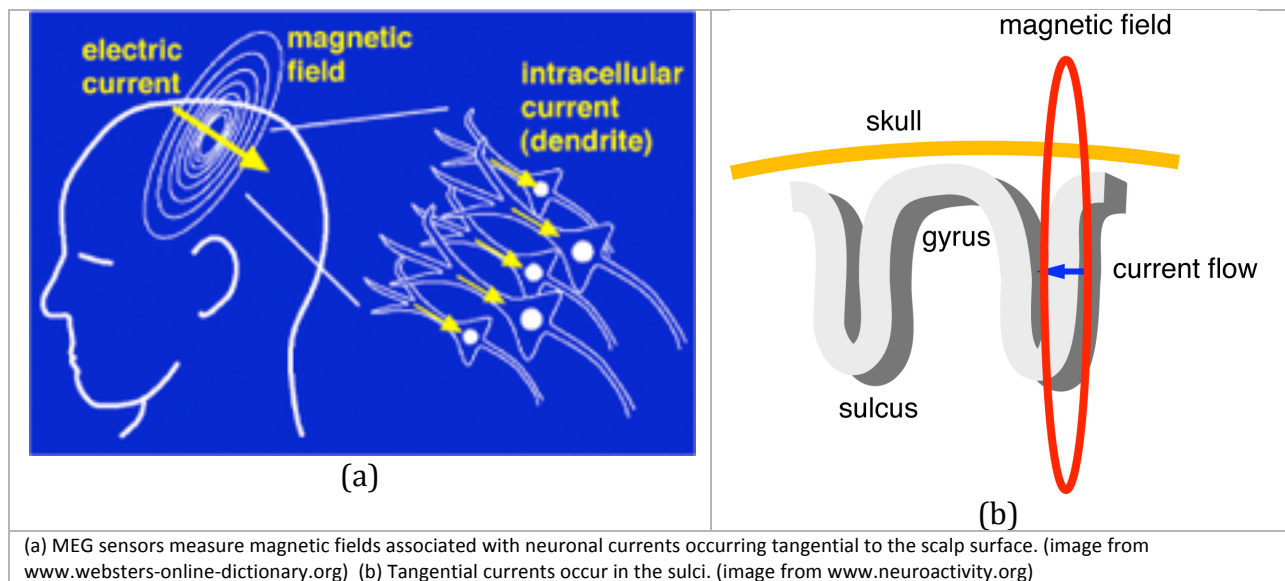 electric
current
magnetic
field
intracellular
current
(dendrite)
(a)
magnetic field
skull
gyrus
current flow
sulcus
(b)
(a) MEG sensors measure magnetic fields associated with neuronal currents occurring tangential to the scalp surface. (image from
www.websters-online-dictionary.org) (b) Tangential currents occur in the sulci. (image from www.neuroactivity.org)